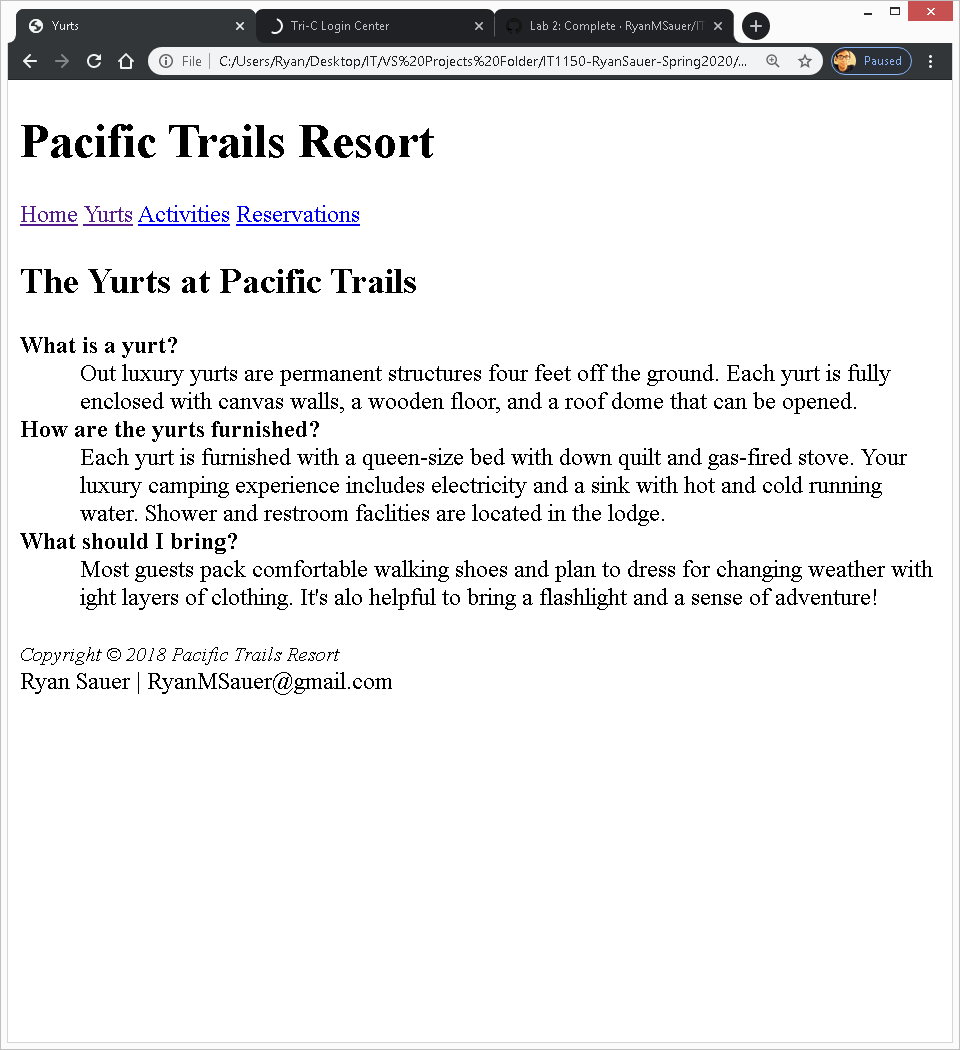 Yurts
Tri-C Login Center
Lab 2: Complete · RyanMSauer/IT
File
C:/Users/Ryan/Desktop/IT/VS%20Projects%20Folder/IT1150-RyanSauer-Spring2020/...
Paused
Pacific Trails Resort
Home Yurts Activities Reservations
The Yurts at Pacific Trails
What is a yurt?
Out luxury yurts are permanent structures four feet off the ground. Each yurt is fully
enclosed with canvas walls, a wooden floor, and a roof dome that can be opened.
How are the yurts furnished?
Each yurt is furnished with a queen-size bed with down quilt and gas-fired stove. Your
luxury camping experience includes electricity and a sink with hot and cold running
water. Shower and restroom faclities are located in the lodge.
What should I bring?
Most guests pack comfortable walking shoes and plan to dress for changing weather with
ight layers of clothing. It's alo helpful to bring a flashlight and a sense of adventure!
Copyright © 2018 Pacific Trails Resort
Ryan Sauer | RyanMSauer@gmail.com